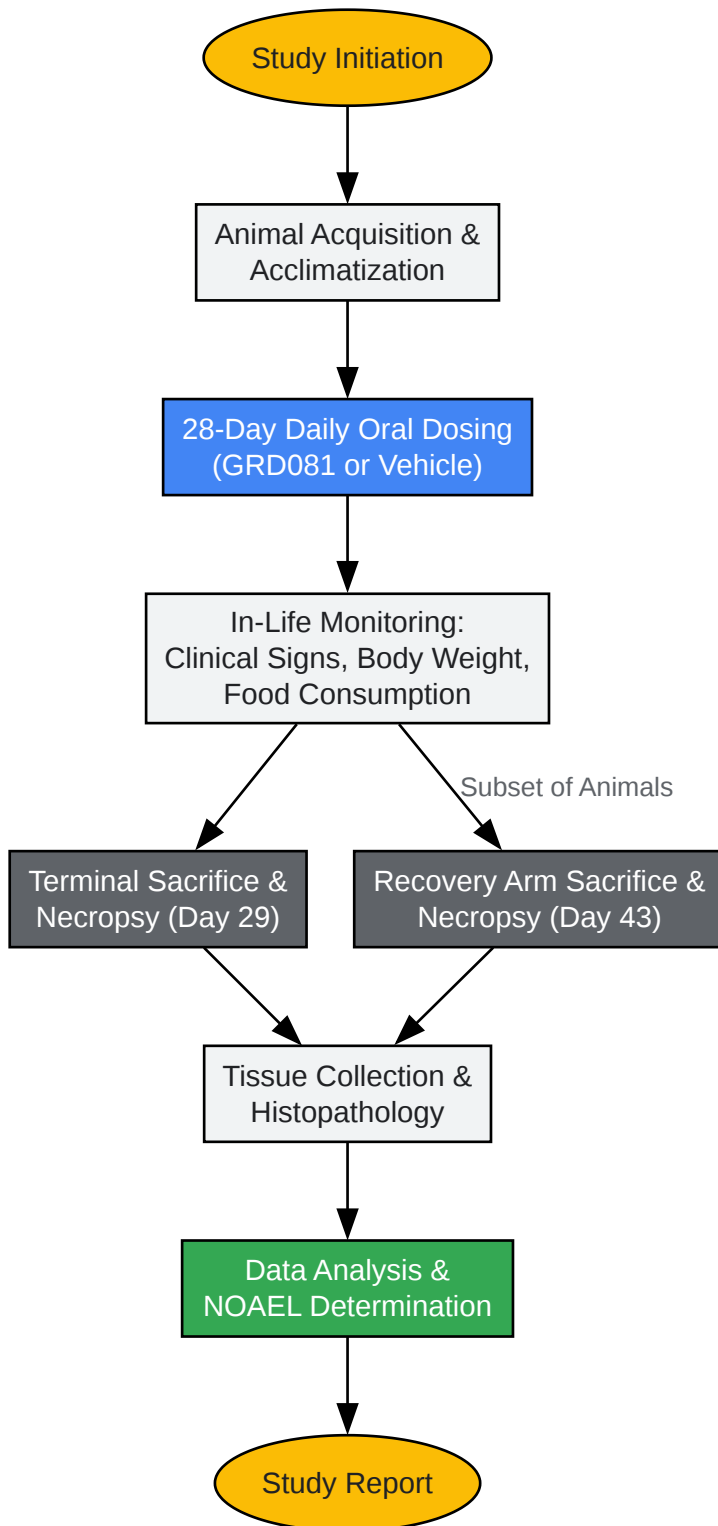 Study Initiation
Animal Acquisition &
Acclimatization
28-Day Daily Oral Dosing
(GRD081 or Vehicle)
In-Life Monitoring:
Clinical Signs, Body Weight,
Food Consumption
Subset of Animals
Terminal Sacrifice &
Necropsy (Day 29)
Recovery Arm Sacrifice &
Necropsy (Day 43)
Tissue Collection &
Histopathology
Data Analysis &
NOAEL Determination
Study Report